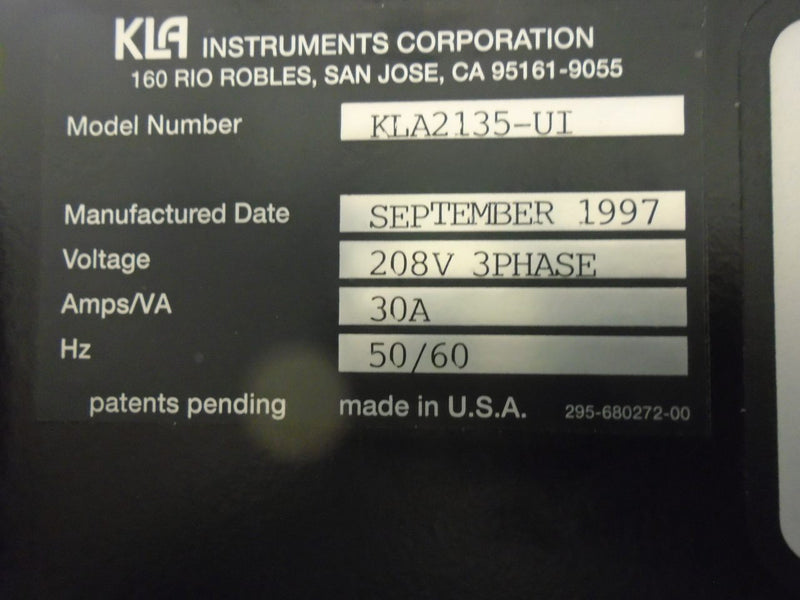 KLA INSTRUMENTS CORPORATION
160 RIO ROBLES, SAN JOSE, CA 95161-9055
Model Number KLA2135-UI
Manufactured Date SEPTEMBER 1997
Voltage 208V 3PHASE
Amps/VA 30A
Hz 50/60
patents pending made in U.S.A. 295-680272-00